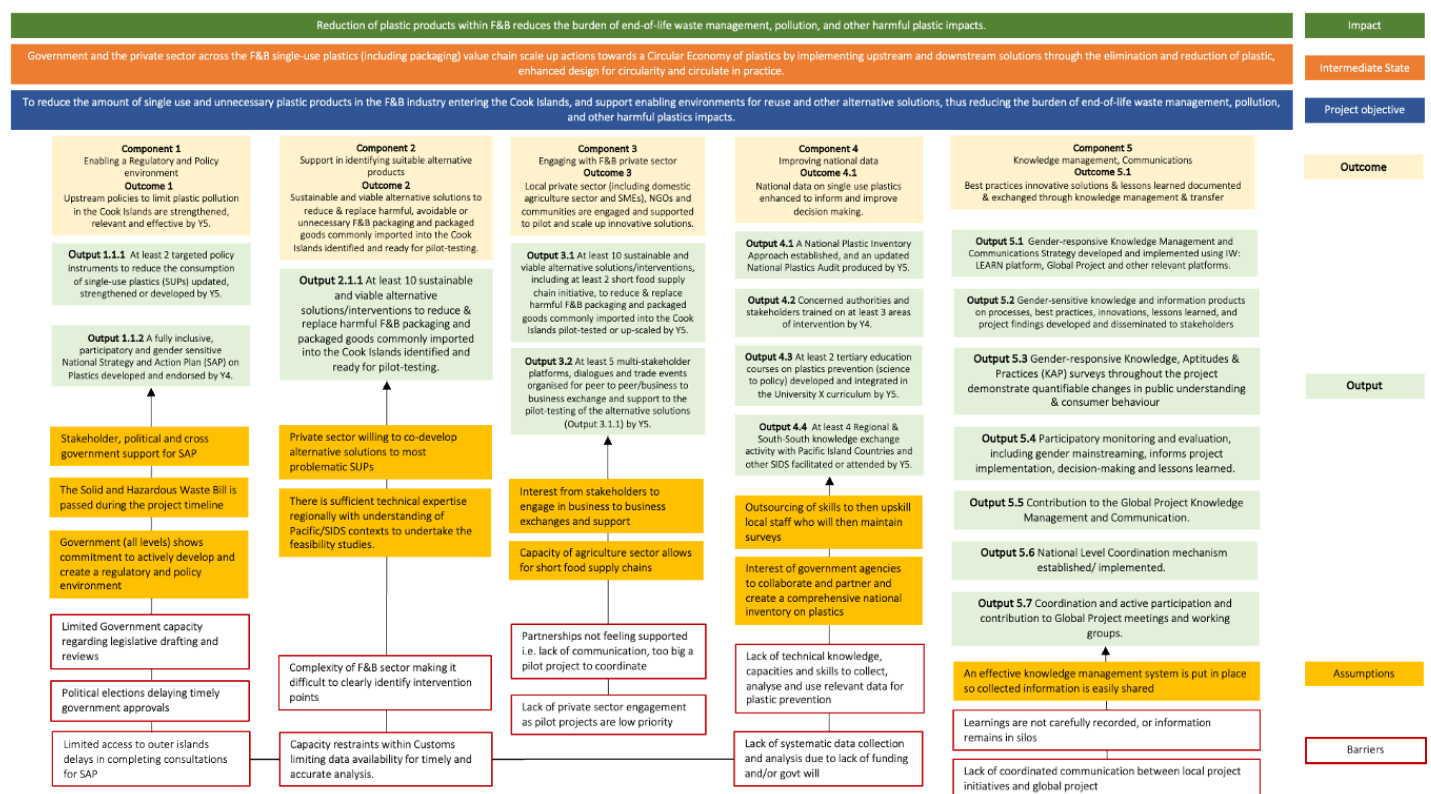 Reduction of plastic products within F&B reduces the burden of end-of-life waste management, pollution, and other harmful plastic impacts.
Impact
Government and the private sector across the F&B single-use plastics (including packaging) value chain scale up actions towards a Circular Economy of plastics by implementing upstream and downstream solutions through the elimination and reduction of plastic,
enhanced design for circularity and circulate in practice.
Intermediate State
To reduce the amount of single use and unnecessary plastic products in the F&B industry entering the Cook Islands, and support enabling environments for reuse and other alternative solutions, thus reducing the burden of end-of-life waste management, pollution,
and other harmful plastics impacts.
Project objective
Component 1
Enabling a Regulatory and Policy
environment
Outcome 1
Upstream policies to limit plastic pollution
in the Cook Islands are strengthened,
relevant and effective by Y5.
Output 1.1.1 At least 2 targeted policy
instruments to reduce the consumption
of single-use plastics (SUPs) updated,
strengthened or developed by Y5.
Output 1.1.2 A fully inclusive,
participatory and gender sensitive
National Strategy and Action Plan (SAP) on
Plastics developed and endorsed by Y4.
Stakeholder, political and cross
government support for SAP
The Solid and Hazardous Waste Bill is
passed during the project timeline
Government (all levels) shows
commitment to actively develop and
create a regulatory and policy
environment
Limited Government capacity
regarding legislative drafting and
reviews
Political elections delaying timely
government approvals
Limited access to outer islands
delays in completing consultations
for SAP
Component 2
Support in identifying suitable alternative
products
Outcome 2
Sustainable and viable alternative solutions to
reduce & replace harmful, avoidable or
unnecessary F&B packaging and packaged
goods commonly imported into the Cook
Islands identified and ready for pilot-testing.
Output 2.1.1 At least 10 sustainable
and viable alternative
solutions/interventions to reduce &
replace harmful F&B packaging and
packaged goods commonly imported
into the Cook Islands identified and
ready for pilot-testing.
Private sector willing to co-develop
alternative solutions to most
problematic SUPs
There is sufficient technical expertise
regionally with understanding of
Pacific/SIDS contexts to undertake the
feasibility studies.
Complexity of F&B sector making it
difficult to clearly identify intervention
points
Capacity restraints within Customs
limiting data availability for timely and
accurate analysis.
Component 3
Engaging with F&B private sector
Outcome 3
Local private sector (including domestic
agriculture sector and SMEs), NGOs and
communities are engaged and supported
to pilot and scale up innovative solutions.
Output 3.1 At least 10 sustainable and
viable alternative solutions/interventions,
including at least 2 short food supply
chain initiative, to reduce & replace
harmful F&B packaging and packaged
goods commonly imported into the Cook
Islands pilot-tested or up-scaled by Y5.
Output 3.2 At least 5 multi-stakeholder
platforms, dialogues and trade events
organised for peer to peer/business to
business exchange and support to the
pilot-testing of the alternative solutions
(Output 3.1.1) by Y5.
Interest from stakeholders to
engage in business to business
exchanges and support
Capacity of agriculture sector allows
for short food supply chains
Partnerships not feeling supported
i.e. lack of communication, too big a
pilot project to coordinate
Lack of private sector engagement
as pilot projects are low priority
Component 4
Improving national data
Outcome 4.1
National data on single use plastics
enhanced to inform and improve
decision making.
Output 4.1 A National Plastic Inventory
Approach established, and an updated
National Plastics Audit produced by Y5.
Output 4.2 Concerned authorities and
stakeholders trained on at least 3 areas
of intervention by Y4.
Output 4.3 At least 2 tertiary education
courses on plastics prevention (science
to policy) developed and integrated in
the University X curriculum by Y5.
Output 4.4 At least 4 Regional &
South-South knowledge exchange
activity with Pacific Island Countries and
other SIDS facilitated or attended by Y5.
Outsourcing of skills to then upskill
local staff who will then maintain
surveys
Interest of government agencies
to collaborate and partner and
create a comprehensive national
inventory on plastics
Lack of technical knowledge,
capacities and skills to collect,
analyse and use relevant data for
plastic prevention
Lack of systematic data collection
and analysis due to lack of funding
and/or govt will
Component 5
Knowledge management, Communications
Outcome 5.1
Best practices innovative solutions & lessons learned documented
& exchanged through knowledge management & transfer
Output 5.1 Gender-responsive Knowledge Management and
Communications Strategy developed and implemented using IW:
LEARN platform, Global Project and other relevant platforms.
Output 5.2 Gender-sensitive knowledge and information products
on processes, best practices, innovations, lessons learned, and
project findings developed and disseminated to stakeholders
Output 5.3 Gender-responsive Knowledge, Aptitudes &
Practices (KAP) surveys throughout the project
demonstrate quantifiable changes in public understanding
& consumer behaviour
Output 5.4 Participatory monitoring and evaluation,
including gender mainstreaming, informs project
implementation, decision-making and lessons learned.
Output 5.5 Contribution to the Global Project Knowledge
Management and Communication.
Output 5.6 National Level Coordination mechanism
established/ implemented.
Output 5.7 Coordination and active participation and
contribution to Global Project meetings and working
groups.
An effective knowledge management system is put in place
so collected information is easily shared
Learnings are not carefully recorded, or information
remains in silos
Lack of coordinated communication between local project
initiatives and global project
Outcome
Output
Assumptions
Barriers